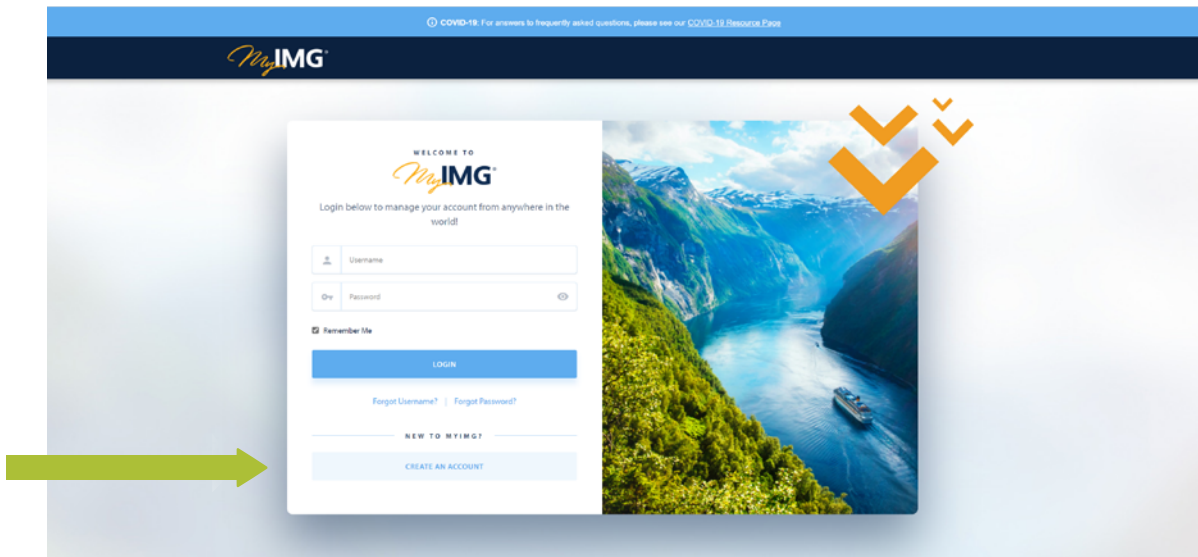 COVID-19: For answers to frequently asked questions, please see our COVID-19 Resource Page
MyIMG®
WELCOME TO
MyIMG®
Login below to manage your account from anywhere in the
world!
Username
Password
Remember Me
LOGIN
Forgot Username? | Forgot Password?
NEW TO MYIMG?
CREATE AN ACCOUNT